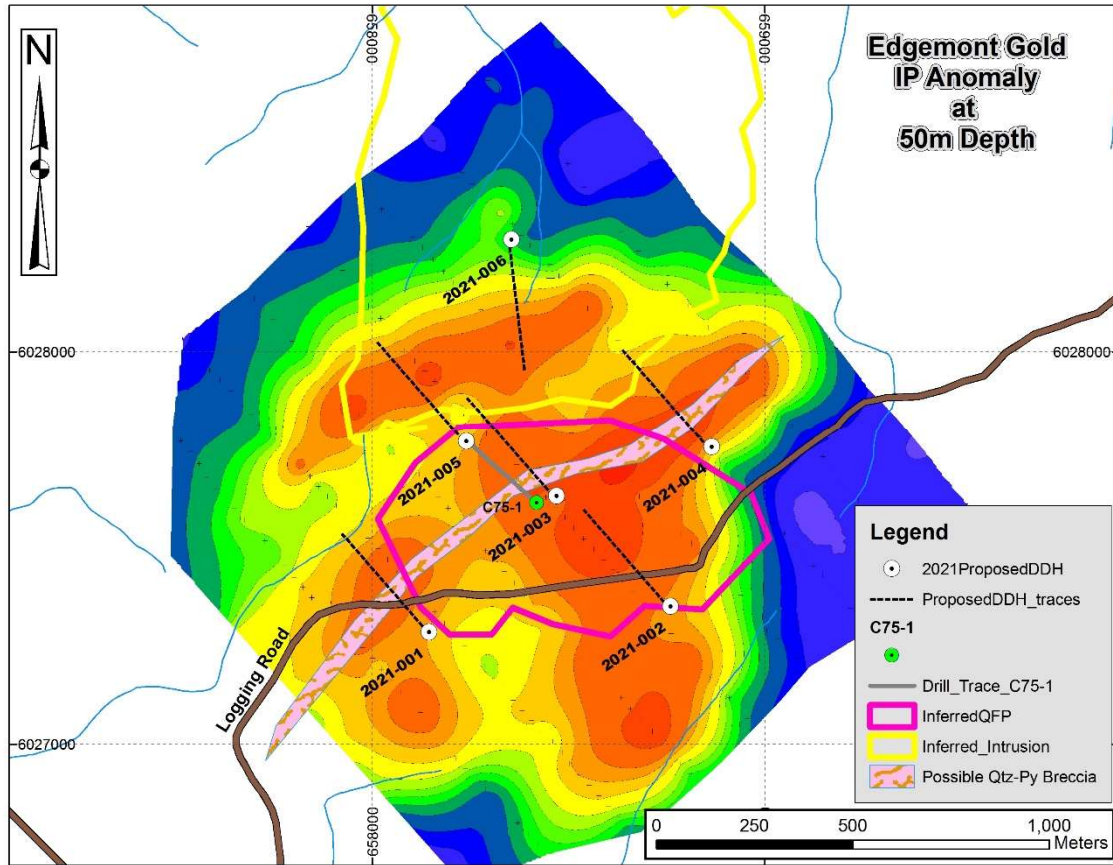 N
658000
659000
Edgemont Gold
IP Anomaly
at
50m Depth
2021-006
6028000
6028000
2021-005
2021-004
C75-1
2021-003
2021-002
2021-001
Logging Road
6027000
658000
Legend
2021ProposedDDH
ProposedDDH_traces
C75-1
Drill_Trace_C75-1
InferredQFP
Inferred_Intrusion
Possible Qtz-Py Breccia
0 250 500 1,000
Meters